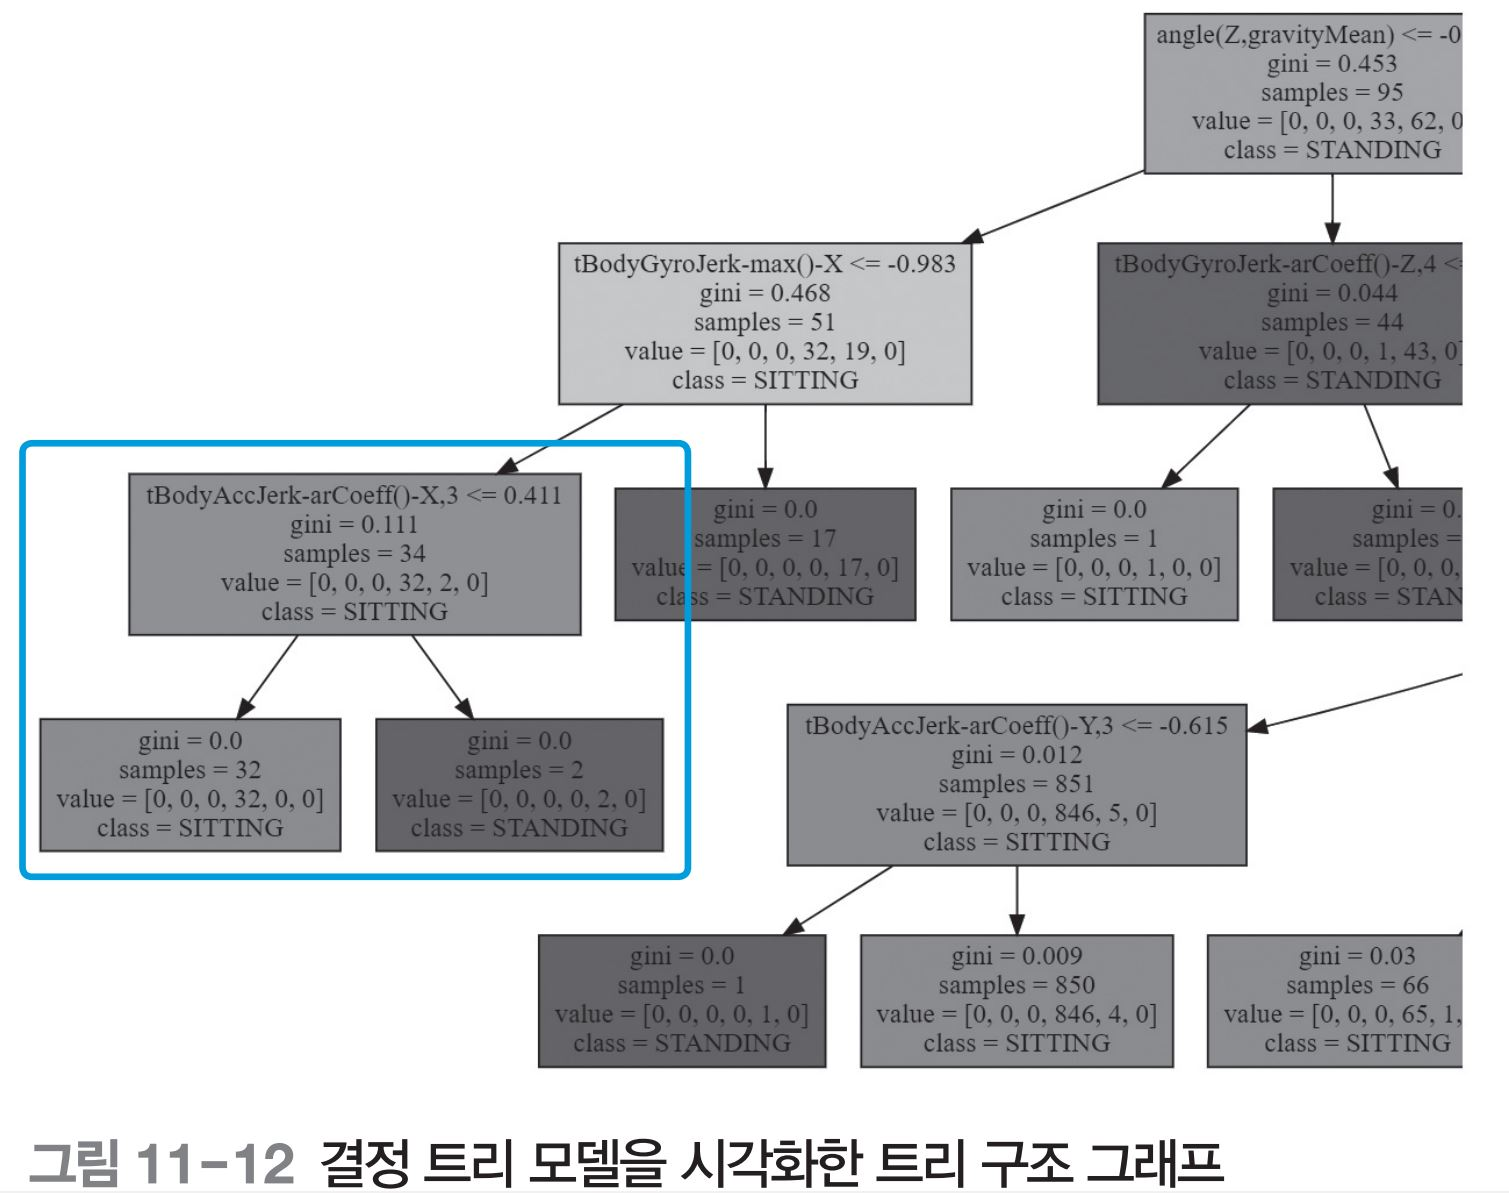 angle(Z,gravityMean) <= -0
gini = 0.453
samples = 95
value = [0, 0, 0, 33, 62, 0
class = STANDING
tBodyGyroJerk-max()-X <= -0.983
gini = 0.468
samples = 51
value = [0, 0, 0, 32, 19, 0]
class = SITTING
tBodyGyroJerk-arCoeff()-Z,4 <=
gini = 0.044
samples = 44
value = [0, 0, 0, 1, 43, 0]
class = STANDING
tBodyAccJerk-arCoeff()-X,3 <= 0.411
gini = 0.111
samples = 34
value = [0, 0, 0, 32, 2, 0]
class = SITTING
gini = 0.0
samples = 17
value = [0, 0, 0, 0, 17, 0]
class = STANDING
gini = 0.0
samples = 1
value = [0, 0, 0, 1, 0, 0]
class = SITTING
gini = 0.
samples =
value = [0, 0, 0,
class = STAN
gini = 0.0
samples = 32
value = [0, 0, 0, 32, 0, 0]
class = SITTING
gini = 0.0
samples = 2
value = [0, 0, 0, 0, 2, 0]
class = STANDING
tBodyAccJerk-arCoeff()-Y,3 <= -0.615
gini = 0.012
samples = 851
value = [0, 0, 0, 846, 5, 0]
class = SITTING
gini = 0.0
samples = 1
value = [0, 0, 0, 0, 1, 0]
class = STANDING
gini = 0.009
samples = 850
value = [0, 0, 0, 846, 4, 0]
class = SITTING
gini = 0.03
samples = 66
value = [0, 0, 0, 65, 1,
class = SITTING
그림 11-12 결정 트리 모델을 시각화한 트리 구조 그래프